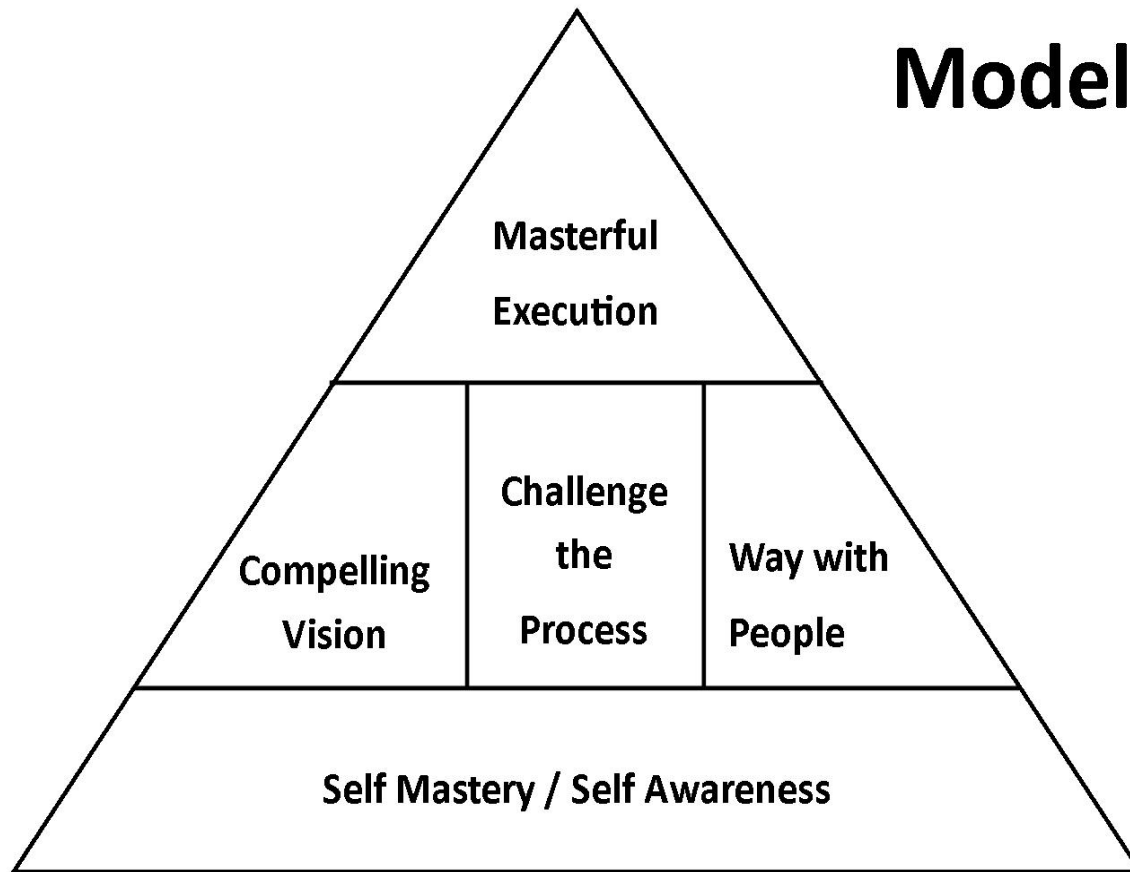 Model
Masterful
Execution
Challenge
the
Process
Compelling
Vision
Way with
People
Self Mastery / Self Awareness